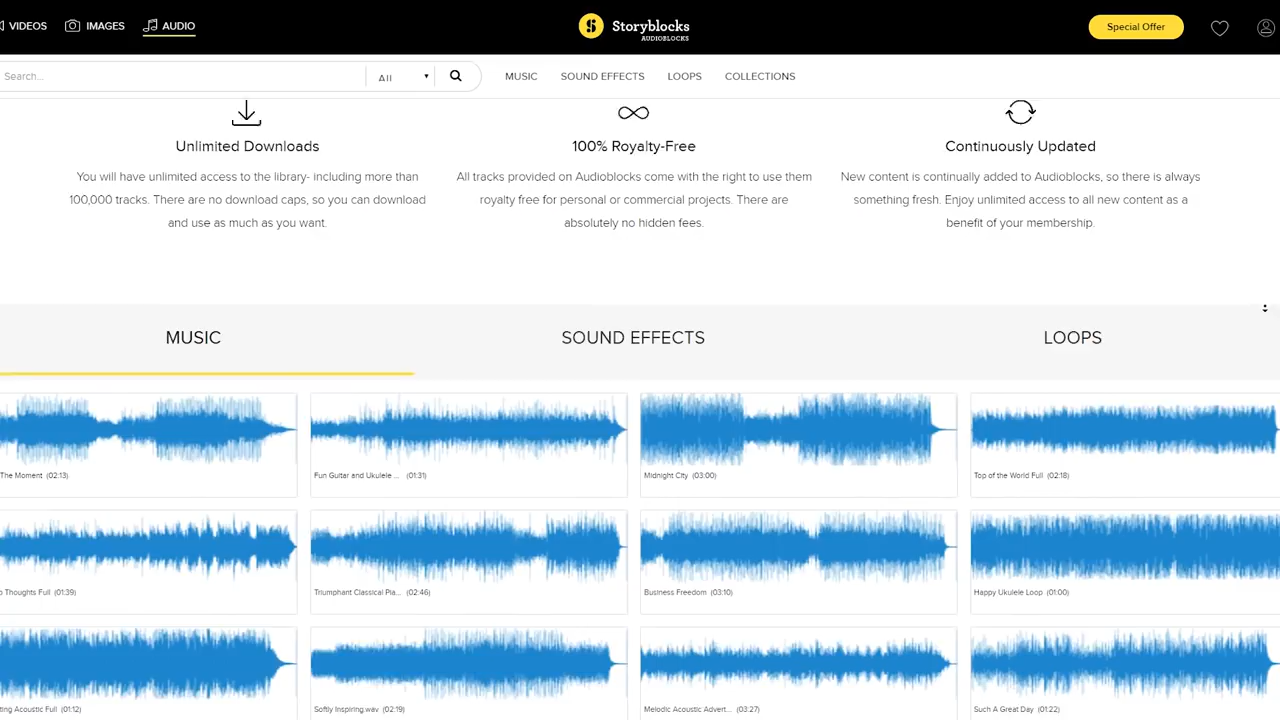 VIDEOS
IMAGES
AUDIO
Storyblocks
AUDIOBLOCKS
Special Offer
Search...
All
MUSIC
SOUND EFFECTS
LOOPS
COLLECTIONS
Unlimited Downloads
You will have unlimited access to the library- including more than
100,000 tracks. There are no download caps, so you can download
and use as much as you want.
100% Royalty-Free
All tracks provided on Audioblocks come with the right to use them
royalty free for personal or commercial projects. There are
absolutely no hidden fees.
Continuously Updated
New content is continually added to Audioblocks, so there is always
something fresh. Enjoy unlimited access to all new content as a
benefit of your membership.
MUSIC
SOUND EFFECTS
LOOPS
The Moment (02:13)
Fun Guitar and Ukulele ... (01:31)
Midnight City (03:00)
Top of the World Full (02:18)
Thoughts Full (01:39)
Triumphant Classical Pia... (02:46)
Business Freedom (03:10)
Happy Ukulele Loop (01:00)
Acoustic Full (01:12)
Softly Inspiring.wav (02:19)
Melodic Acoustic Advert... (03:27)
Such A Great Day (01:22)